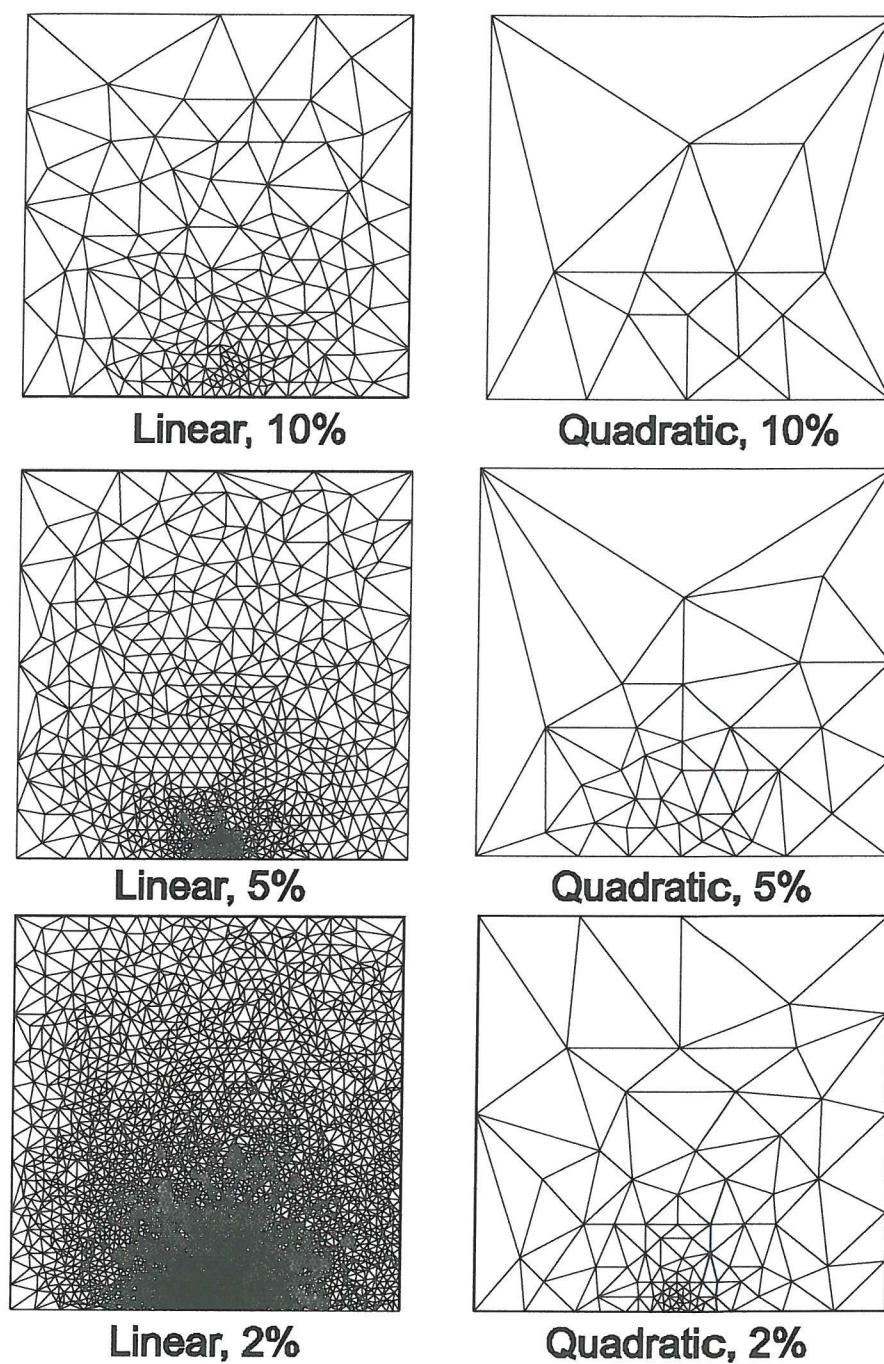 Linear, 10%
Quadratic, 10%
Linear, 5%
Quadratic, 5%
Linear, 2%
Quadratic, 2%